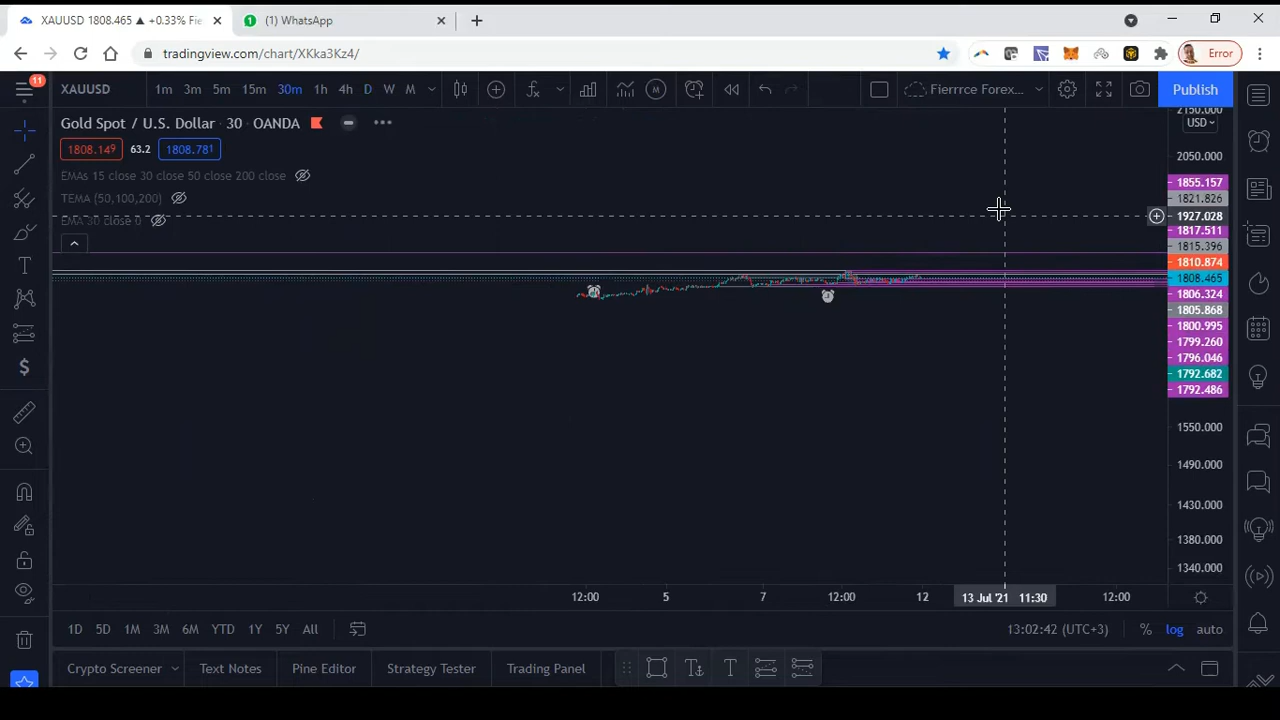 XAUUSD 1808.465 ▲ +0.33% Fie
(1) WhatsApp
tradingview.com/chart/XKka3Kz4/
Error
11
XAUUSD
1m 3m 5m 15m 30m 1h 4h D W M
Fierrrce Forex...
Publish
Gold Spot / U.S. Dollar · 30 · OANDA
1808.149 63.2 1808.781
EMAs 15 close 30 close 50 close 200 close
TEMA (50,100,200)
EMA 30 close 0
2150.000
USD
2050.000
1855.157
1821.826
1927.028
1817.511
1815.396
1810.874
1808.465
1806.324
1805.868
1800.995
1799.260
1796.046
1792.682
1792.486
1550.000
1490.000
1430.000
1380.000
1340.000
12:00 5 7 12:00 12 13 Jul '21 11:30 12:00
1D 5D 1M 3M 6M YTD 1Y 5Y All
13:02:42 (UTC+3) % log auto
Crypto Screener Text Notes Pine Editor Strategy Tester Trading Panel